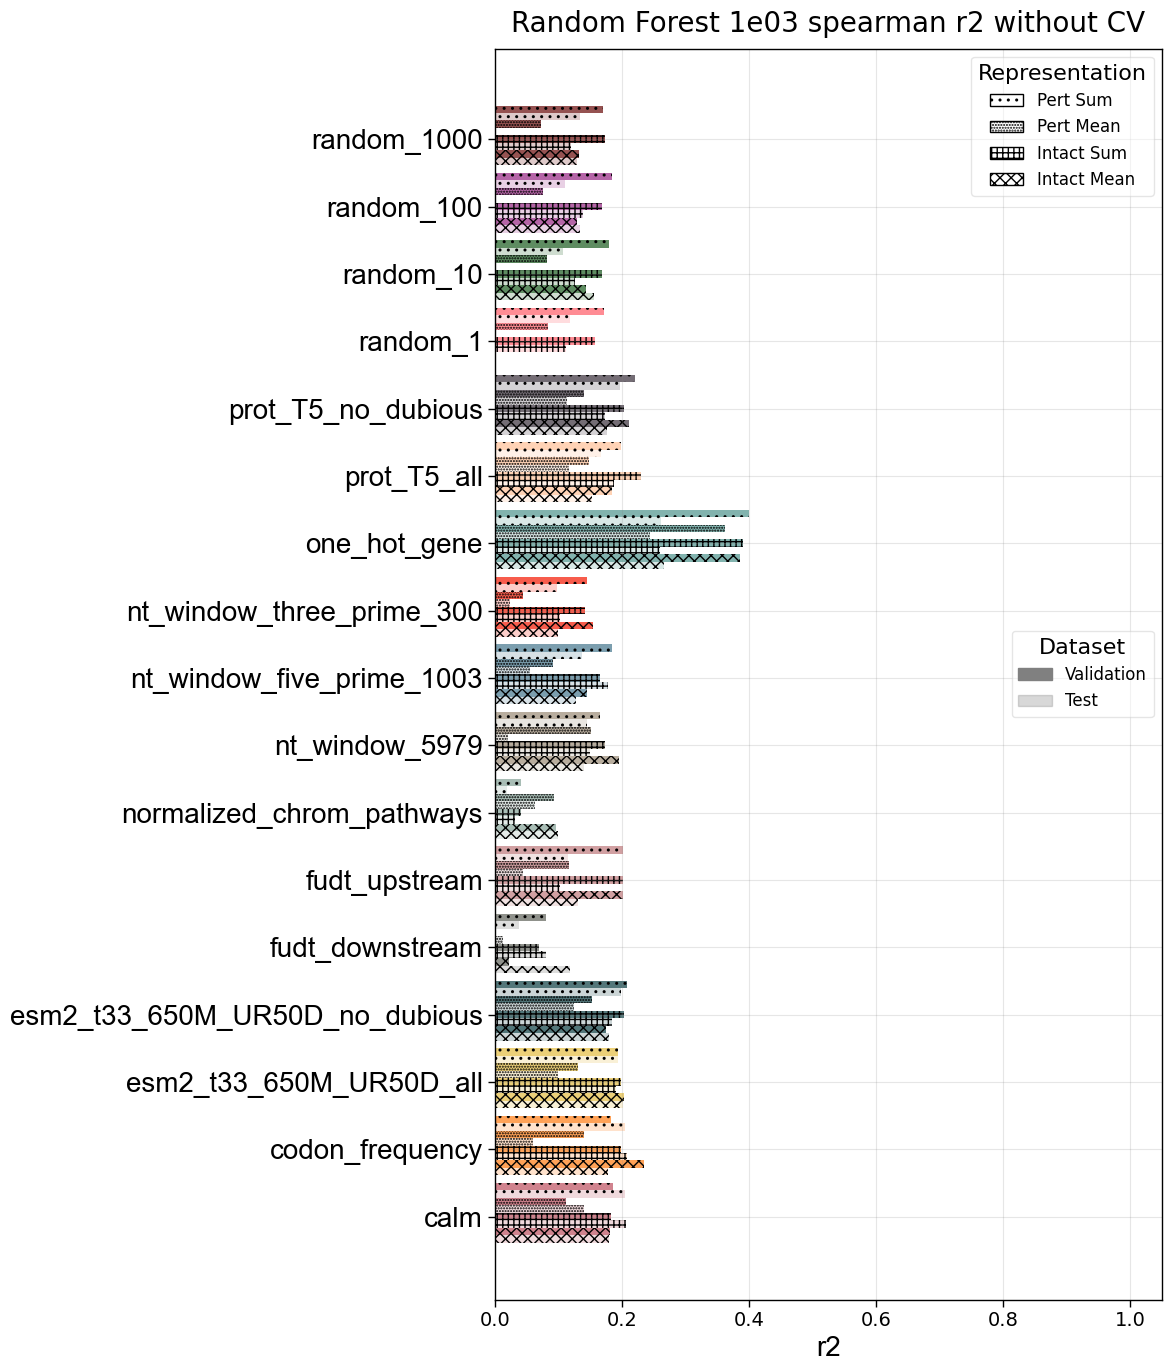 Random Forest 1e03 spearman r2 without CV
Representation
Pert Sum
Pert Mean
Intact Sum
Intact Mean
random_1000
random_100
random_10
random_1
prot_T5_no_dubious
prot_T5_all
one_hot_gene
nt_window_three_prime_300
nt_window_five_prime_1003
nt_window_5979
normalized_chrom_pathways
fudt_upstream
fudt_downstream
esm2_t33_650M_UR50D_no_dubious
esm2_t33_650M_UR50D_all
codon_frequency
calm
Dataset
Validation
Test
0.0 0.2 0.4 0.6 0.8 1.0
r2